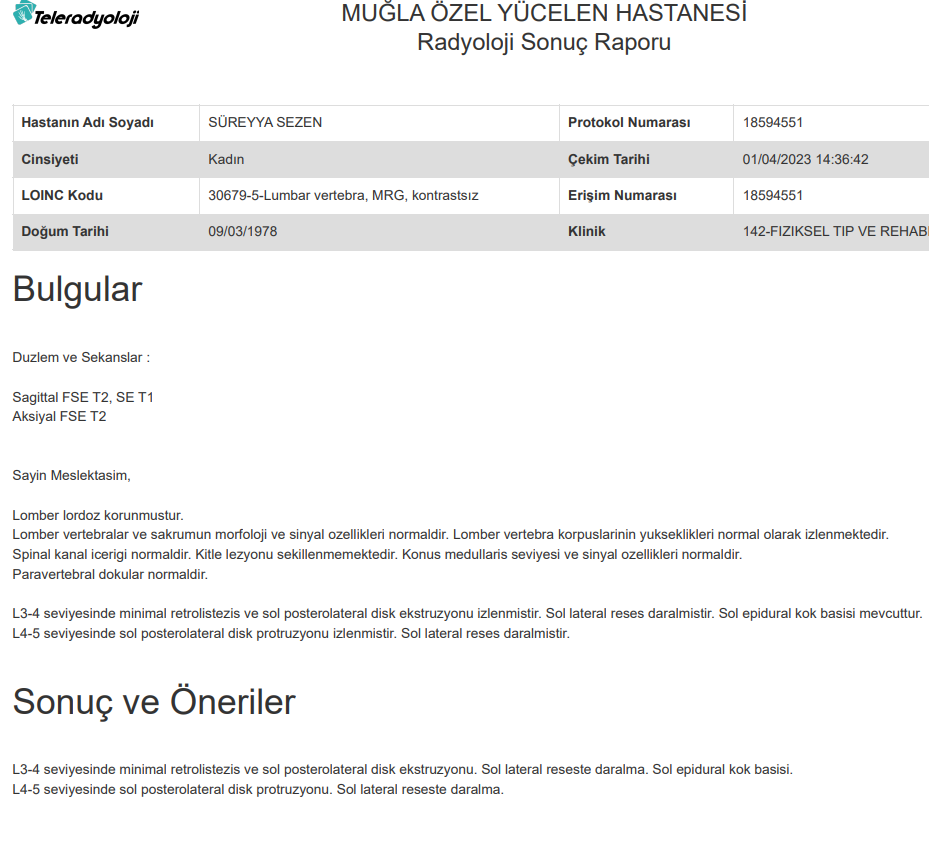 Teleradyoloji
MUĞLA ÖZEL YÜCELEN HASTANESİ
Radyoloji Sonuç Raporu
Hastanın Adı Soyadı SÜREYYA SEZEN Protokol Numarası 18594551
Cinsiyeti Kadın Çekim Tarihi 01/04/2023 14:36:42
LOINC Kodu 30679-5-Lumbar vertebra, MRG, kontrastsız Erişim Numarası 18594551
Doğum Tarihi 09/03/1978 Klinik 142-FIZIKSEL TIP VE REHAB
Bulgular
Duzlem ve Sekanslar :
Sagittal FSE T2, SE T1
Aksiyal FSE T2
Sayin Meslektasim,
Lomber lordoz korunmustur.
Lomber vertebralar ve sakrumun morfoloji ve sinyal ozellikleri normaldir. Lomber vertebra korpuslarinin yukseklikleri normal olarak izlenmektedir.
Spinal kanal icerigi normaldir. Kitle lezyonu sekillenmemektedir. Konus medullaris seviyesi ve sinyal ozellikleri normaldir.
Paravertebral dokular normaldir.
L3-4 seviyesinde minimal retrolistezis ve sol posterolateral disk ekstruzyonu izlenmistir. Sol lateral reses daralmistir. Sol epidural kok basisi mevcuttur.
L4-5 seviyesinde sol posterolateral disk protruzyonu izlenmistir. Sol lateral reses daralmistir.
Sonuç ve Öneriler
L3-4 seviyesinde minimal retrolistezis ve sol posterolateral disk ekstruzyonu. Sol lateral reseste daralma. Sol epidural kok basisi.
L4-5 seviyesinde sol posterolateral disk protruzyonu. Sol lateral reseste daralma.